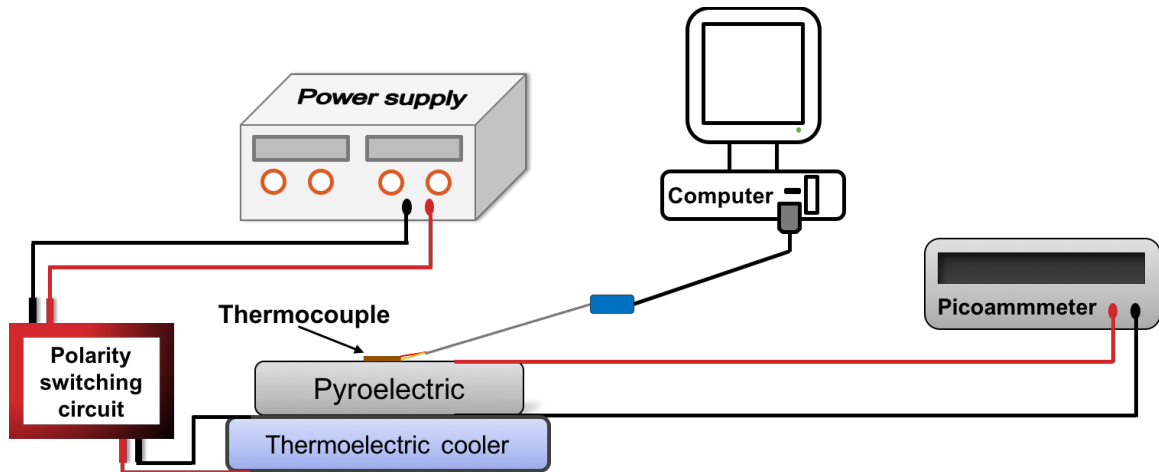 Power supply
Computer
Picoammmeter
Thermocouple
Polarity
switching
circuit
Pyroelectric
Thermoelectric cooler